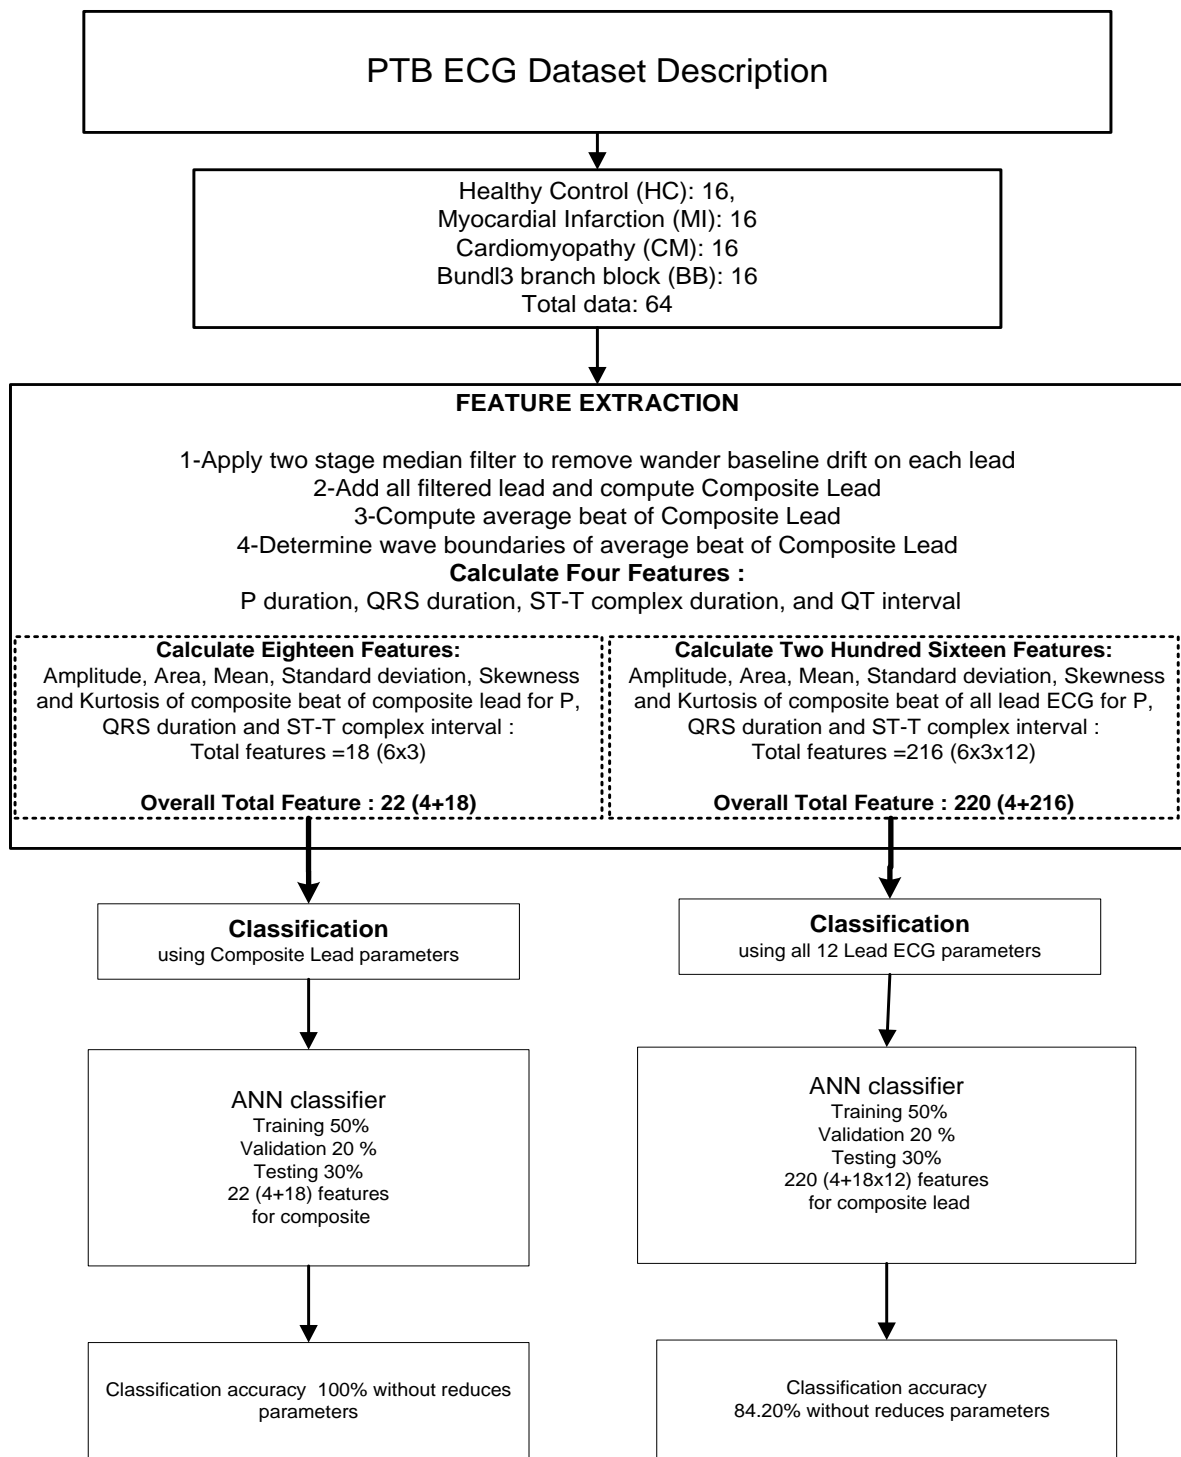 PTB ECG Dataset Description
Healthy Control (HC): 16,
Myocardial Infarction (MI): 16
Cardiomyopathy (CM): 16
Bundl3 branch block (BB): 16
Total data: 64
FEATURE EXTRACTION
1-Apply two stage median filter to remove wander baseline drift on each lead
2-Add all filtered lead and compute Composite Lead
3-Compute average beat of Composite Lead
4-Determine wave boundaries of average beat of Composite Lead
Calculate Four Features :
P duration, QRS duration, ST-T complex duration, and QT interval
Calculate Eighteen Features:
Amplitude, Area, Mean, Standard deviation, Skewness
and Kurtosis of composite beat of composite lead for P,
QRS duration and ST-T complex interval :
Total features =18 (6x3)
Overall Total Feature : 22 (4+18)
Calculate Two Hundred Sixteen Features:
Amplitude, Area, Mean, Standard deviation, Skewness
and Kurtosis of composite beat of all lead ECG for P,
QRS duration and ST-T complex interval :
Total features =216 (6x3x12)
Overall Total Feature : 220 (4+216)
Classification
using Composite Lead parameters
ANN classifier
Training 50%
Validation 20 %
Testing 30%
22 (4+18) features
for composite
Classification accuracy  100% without reduces
parameters
Classification
using all 12 Lead ECG parameters
ANN classifier
Training 50%
Validation 20 %
Testing 30%
220 (4+18x12) features
for composite lead
Classification accuracy
84.20% without reduces parameters